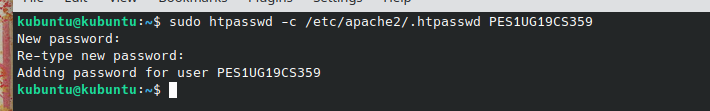 kubuntu@kubuntu:~$ sudo htpasswd -c /etc/apache2/.htpasswd PES1UG19CS359
New password:
Re-type new password:
Adding password for user PES1UG19CS359
kubuntu@kubuntu:~$